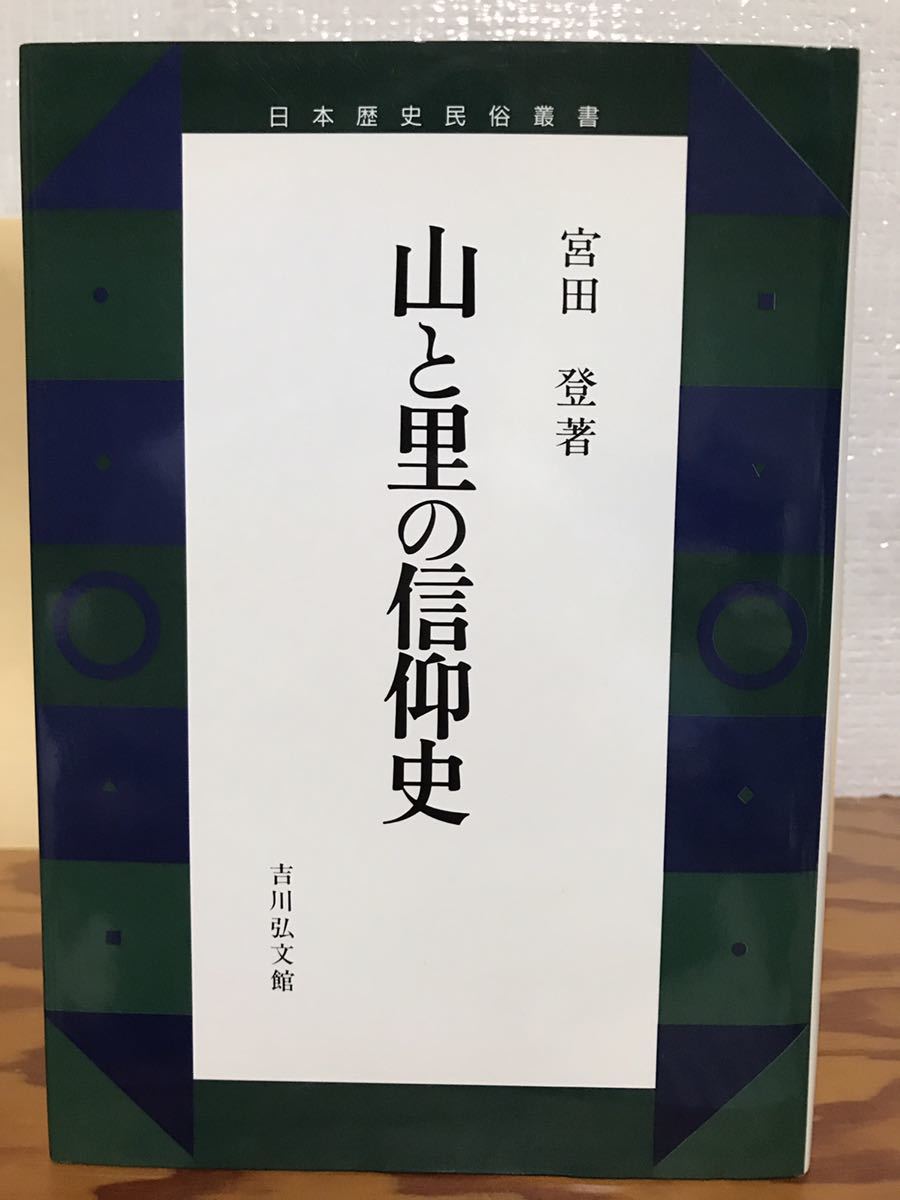 日本歴史民俗叢書
宮田 登著
山と里の信仰史
吉川弘文館